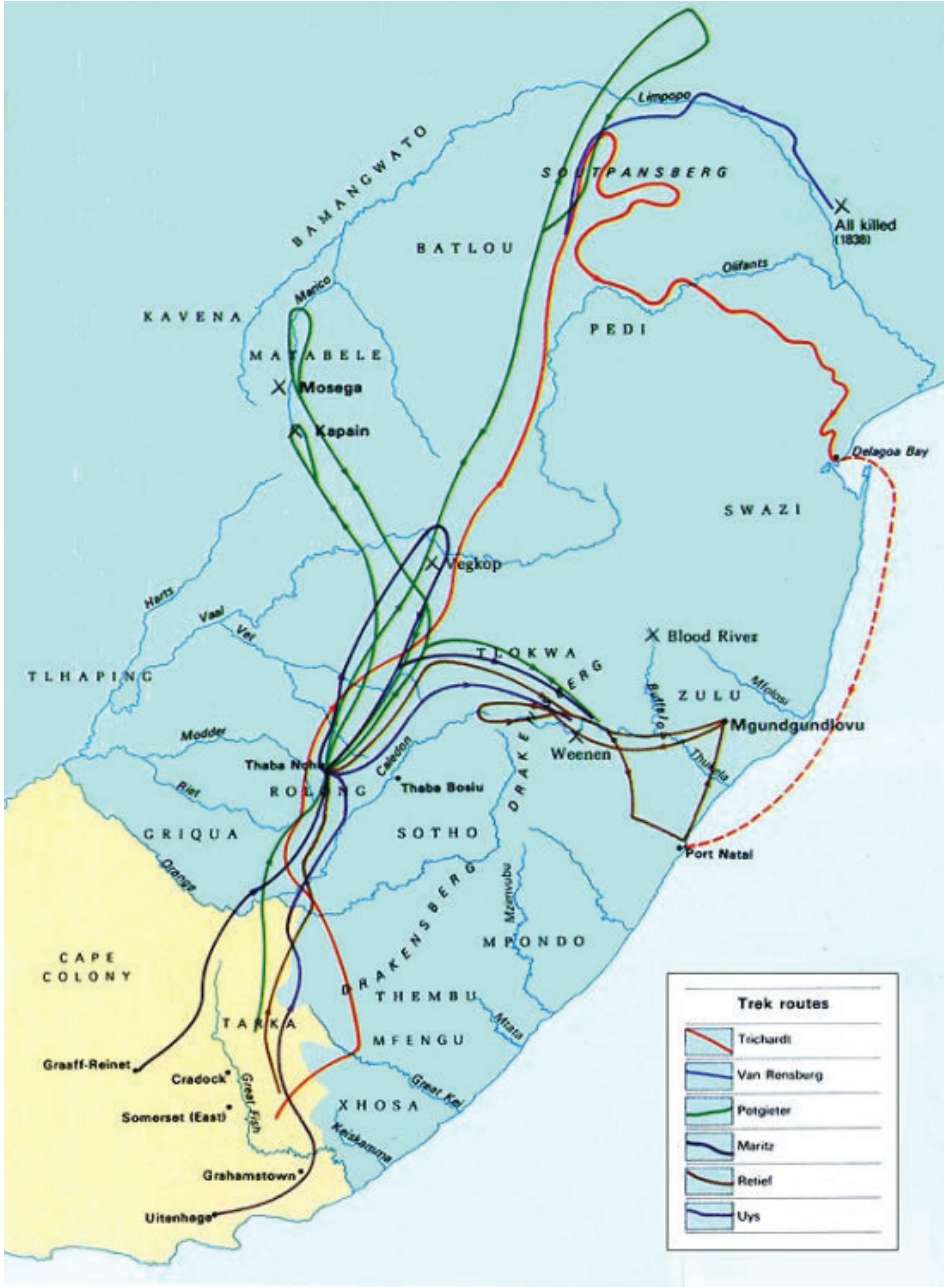 Limpopo
SOUTPANSBERG
BAMANGWATO
All killed
(1838)
BATLOU
Olifants
Marico
KAVENA
PEDI
MATABELE
Mosega
Kapain
Delagoa Bay
SWAZI
Vegkop
Harts
Vaal
Vet
Blood River
TLOKWA
TLHAPING
Mfolosi
ZULU
Buffels
Mgundgundlovu
Modder
Weenen
Caledon
DRAKENSBERG
Thukela
Thaba Nchu
Thaba Bosiu
Riet
ROLONG
GRIQUA
SOTHO
Port Natal
Orange
Mzimvubu
DRAKENSBERG
MPONDO
CAPE
COLONY
THEMBU
Trek routes
TARKA
Mtata
MFENGU
Trichardt
Graaff-Reinet
Cradock
Great Kei
Van Rensburg
Great Fish
Somerset (East)
XHOSA
Potgieter
Keiskamma
Maritz
Grahamstown
Retief
Uitenhage
Uys